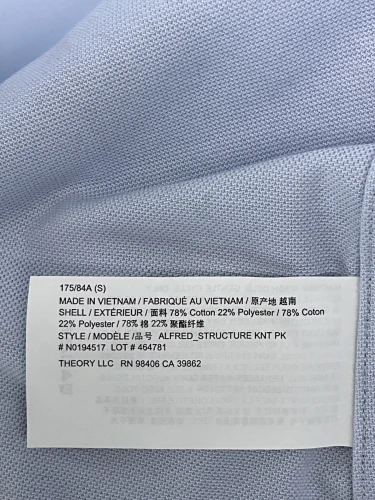 175/84A (S)
MADE IN VIETNAM / FABRIQUÉ AU VIETNAM / 原产地 越南
SHELL / EXTÉRIEUR / 面料 78% Cotton 22% Polyester / 78% Coton
22% Polyester / 78% 棉 22% 聚酯纤维
STYLE / MODÈLE /品号 ALFRED_STRUCTURE KNT PK
# N0194517 LOT # 464781
THEORY LLC RN 98406 CA 39862